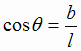 cos θ = b/l